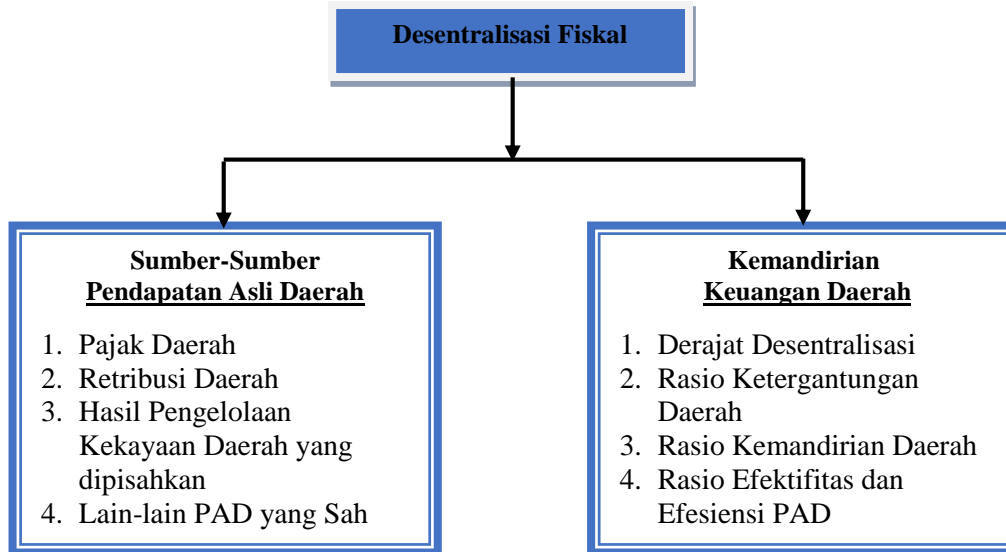 Desentralisasi Fiskal
Sumber-Sumber
Pendapatan Asli Daerah
1. Pajak Daerah
2. Retribusi Daerah
3. Hasil Pengelolaan
Kekayaan Daerah yang
dipisahkan
4. Lain-lain PAD yang Sah
Kemandirian
Keuangan Daerah
1. Derajat Desentralisasi
2. Rasio Ketergantungan
Daerah
3. Rasio Kemandirian Daerah
4. Rasio Efektifitas dan
Efesiensi PAD